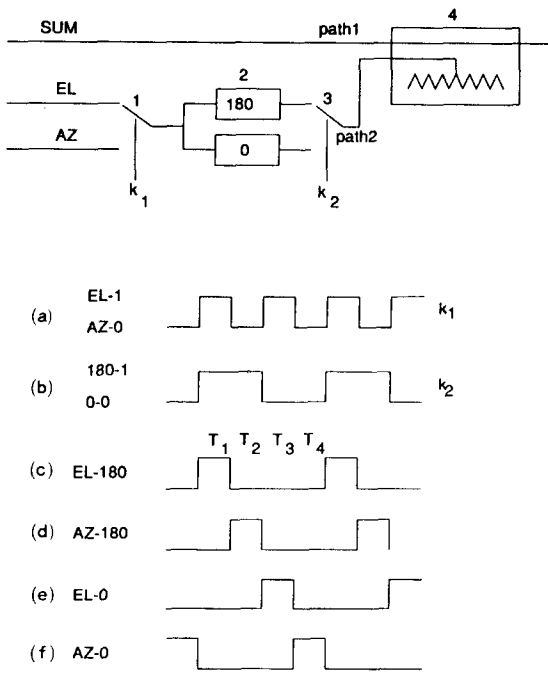 4
SUM path1
EL 1 2 3
180
AZ 0 path2
k1 k2
(a) EL-1 k1
AZ-0
(b) 180-1 k2
0-0
T1 T2 T3 T4
(c) EL-180
(d) AZ-180
(e) EL-0
(f) AZ-0